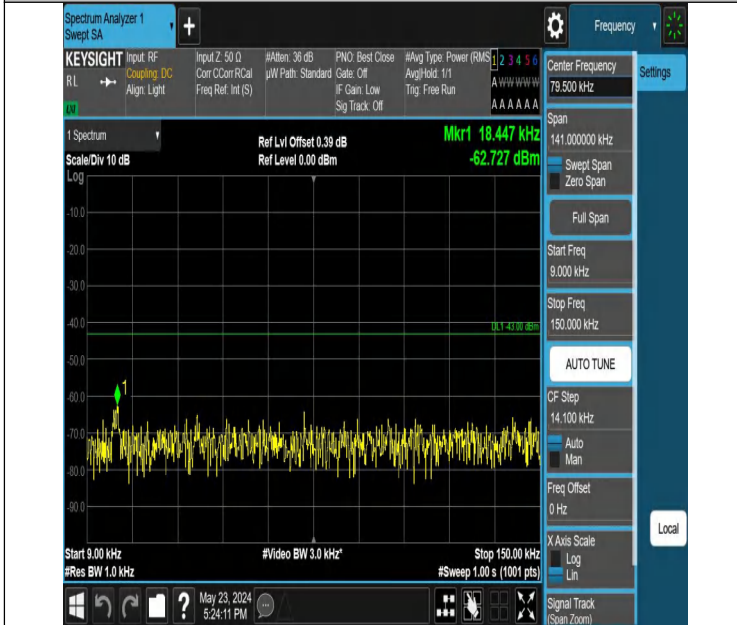 Spectrum Analyzer 1
Swept SA
+
Frequency
KEYSIGHT
RL
Input: RF
Coupling: DC
Align: Light
Input Z: 50 Ω
Corr CCorr RCal
Freq Ref: Int (S)
#Atten: 36 dB
µW Path: Standard
PNO: Best Close
Gate: Off
IF Gain: Low
Sig Track: Off
#Avg Type: Power (RMS
Avg|Hold: 1/1
Trig: Free Run
1 2 3 4 5 6
A W W W W W
A A A A A A
1 Spectrum
Scale/Div 10 dB
Ref Lvl Offset 0.39 dB
Ref Level 0.00 dBm
Mkr1 18.447 kHz
-62.727 dBm
Log
-10.0
-20.0
-30.0
-40.0
-50.0
-60.0
-70.0
-80.0
-90.0
DL1 -43.00 dBm
1
Start 9.00 kHz
#Res BW 1.0 kHz
#Video BW 3.0 kHz*
Stop 150.00 kHz
#Sweep 1.00 s (1001 pts)
Center Frequency
79.500 kHz
Span
141.000000 kHz
Swept Span
Zero Span
Full Span
Start Freq
9.000 kHz
Stop Freq
150.000 kHz
AUTO TUNE
CF Step
14.100 kHz
Auto
Man
Freq Offset
0 Hz
X Axis Scale
Log
Lin
Signal Track
(Span Zoom)
Settings
Local
?
May 23, 2024
5:24:11 PM